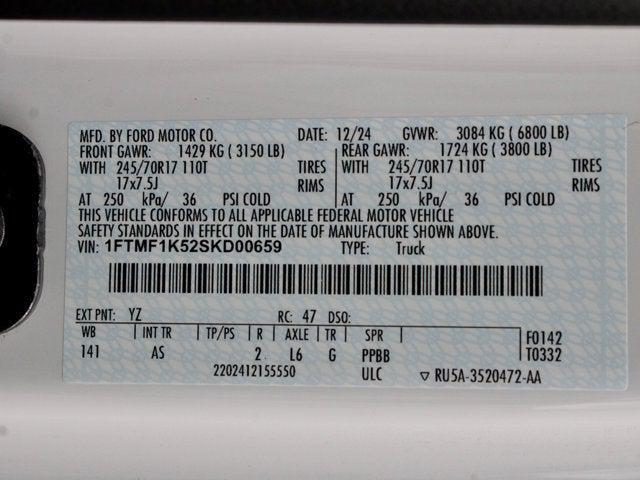 MFD. BY FORD MOTOR CO. DATE: 12/24 GVWR: 3084 KG ( 6800 LB)
FRONT GAWR: 1429 KG ( 3150 LB) REAR GAWR: 1724 KG ( 3800 LB)
WITH 245/70R17 110T TIRES WITH 245/70R17 110T TIRES
17x7.5J RIMS 17x7.5J RIMS
AT 250 kPa/ 36 PSI COLD AT 250 kPa/ 36 PSI COLD
THIS VEHICLE CONFORMS TO ALL APPLICABLE FEDERAL MOTOR VEHICLE
SAFETY STANDARDS IN EFFECT ON THE DATE OF MANUFACTURE SHOWN ABOVE.
VIN: 1FTMF1K52SKD00659 TYPE: Truck
EXT PNT: YZ RC: 47 DSO:
WB INT TR TP/PS R AXLE TR SPR F0142
141 AS 2 L6 G PPBB T0332
2202412155550 ULC ▽ RU5A-3520472-AA